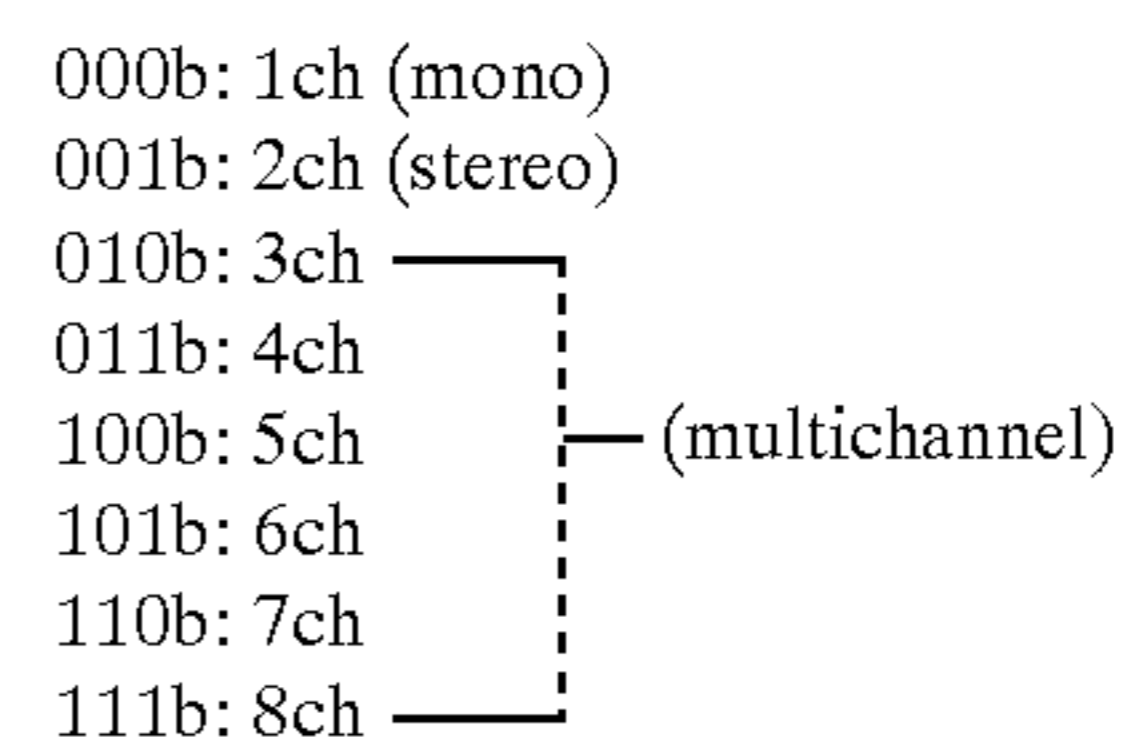 000b: 1ch (mono)
001b: 2ch (stereo)
010b: 3ch
011b: 4ch
100b: 5ch
(multichannel)
101b: 6ch
110b: 7ch
111b: 8ch